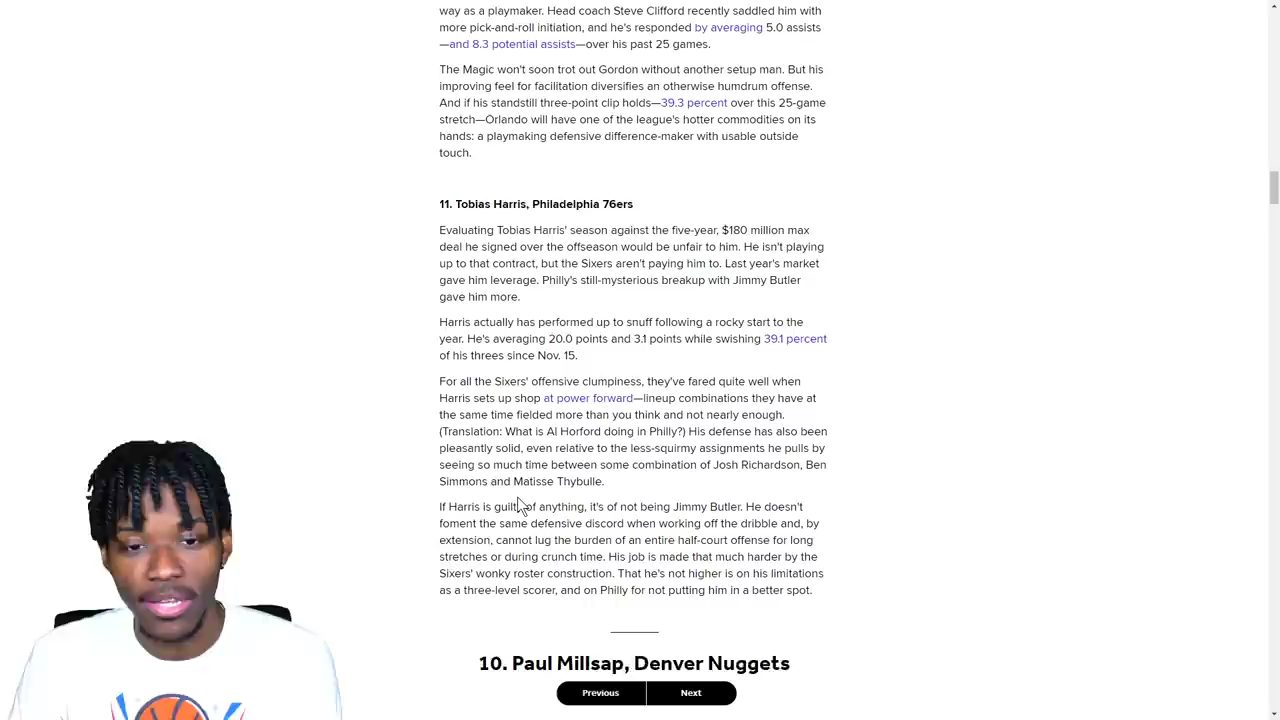 way as a playmaker. Head coach Steve Clifford recently saddled him with
more pick-and-roll initiation, and he's responded by averaging 5.0 assists
—and 8.3 potential assists—over his past 25 games.
The Magic won't soon trot out Gordon without another setup man. But his
improving feel for facilitation diversifies an otherwise humdrum offense.
And if his standstill three-point clip holds—39.3 percent over this 25-game
stretch—Orlando will have one of the league's hotter commodities on its
hands: a playmaking defensive difference-maker with usable outside
touch.
11. Tobias Harris, Philadelphia 76ers
Evaluating Tobias Harris' season against the five-year, $180 million max
deal he signed over the offseason would be unfair to him. He isn't playing
up to that contract, but the Sixers aren't paying him to. Last year's market
gave him leverage. Philly's still-mysterious breakup with Jimmy Butler
gave him more.
Harris actually has performed up to snuff following a rocky start to the
year. He's averaging 20.0 points and 3.1 points while swishing 39.1 percent
of his threes since Nov. 15.
For all the Sixers' offensive clumpiness, they've fared quite well when
Harris sets up shop at power forward—lineup combinations they have at
the same time fielded more than you think and not nearly enough.
(Translation: What is Al Horford doing in Philly?) His defense has also been
pleasantly solid, even relative to the less-squirmy assignments he pulls by
seeing so much time between some combination of Josh Richardson, Ben
Simmons and Matisse Thybulle.
If Harris is guilty of anything, it's of not being Jimmy Butler. He doesn't
foment the same defensive discord when working off the dribble and, by
extension, cannot lug the burden of an entire half-court offense for long
stretches or during crunch time. His job is made that much harder by the
Sixers' wonky roster construction. That he's not higher is on his limitations
as a three-level scorer, and on Philly for not putting him in a better spot.
10. Paul Millsap, Denver Nuggets
Previous Next